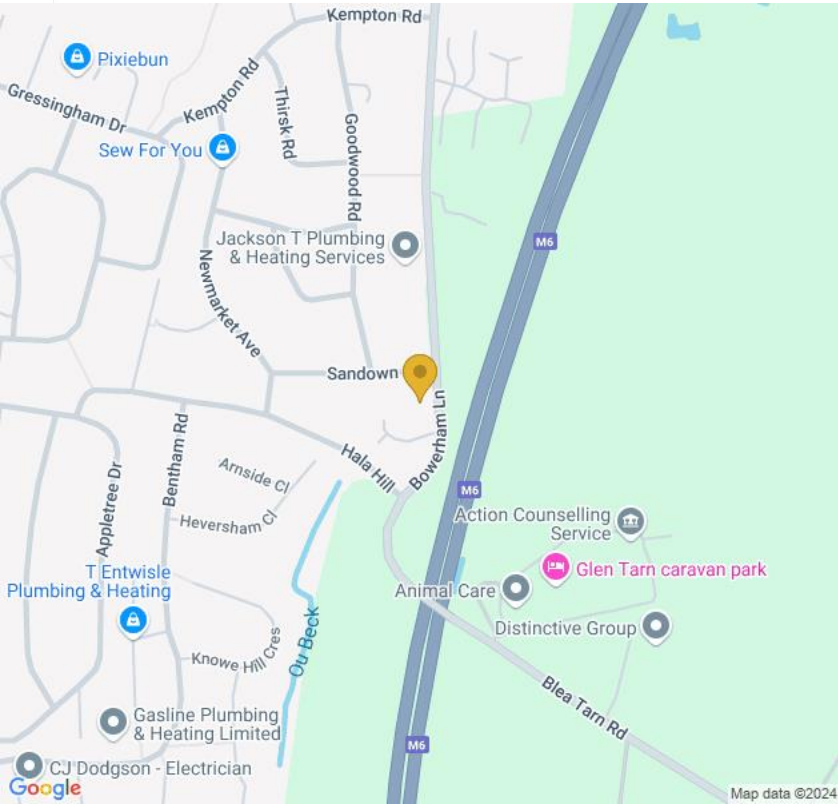 Kempton Rd
Pixiebun
Gressingham Dr
Kempton Rd
Thirsk Rd
Goodwood Rd
Sew For You
Jackson T Plumbing
& Heating Services
M6
Newmarket Ave
Sandown
Bowerham Ln
Bentham Rd
Hala Hill
Appletree Dr
Arnside Cl
M6
Heversham Cl
Action Counselling
Service
T Entwisle
Plumbing & Heating
Glen Tarn caravan park
Animal Care
Distinctive Group
Ou Beck
Knowe Hill Cres
Blea Tarn Rd
Gasline Plumbing
& Heating Limited
M6
CJ Dodgson - Electrician
Google
Map data ©2024